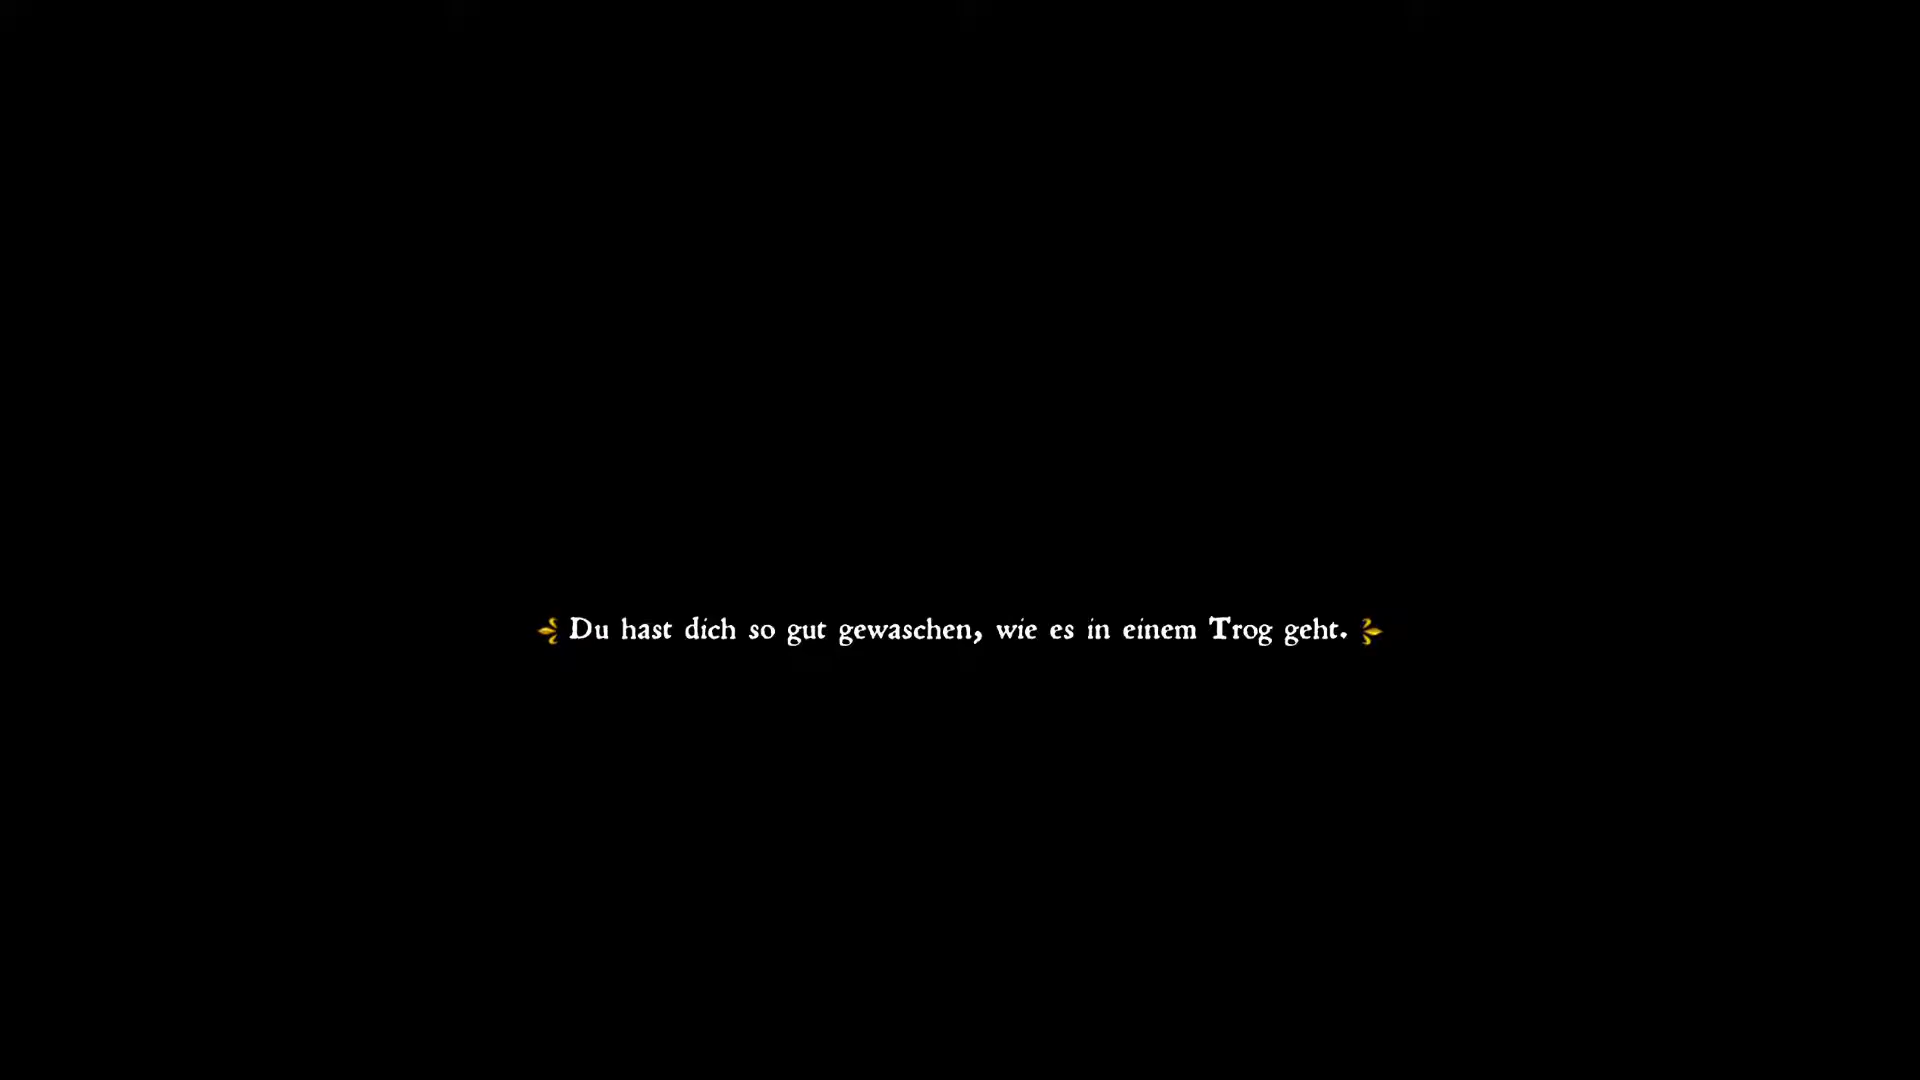 Du hast dich so gut gewaschen, wie es in einem Trog geht.